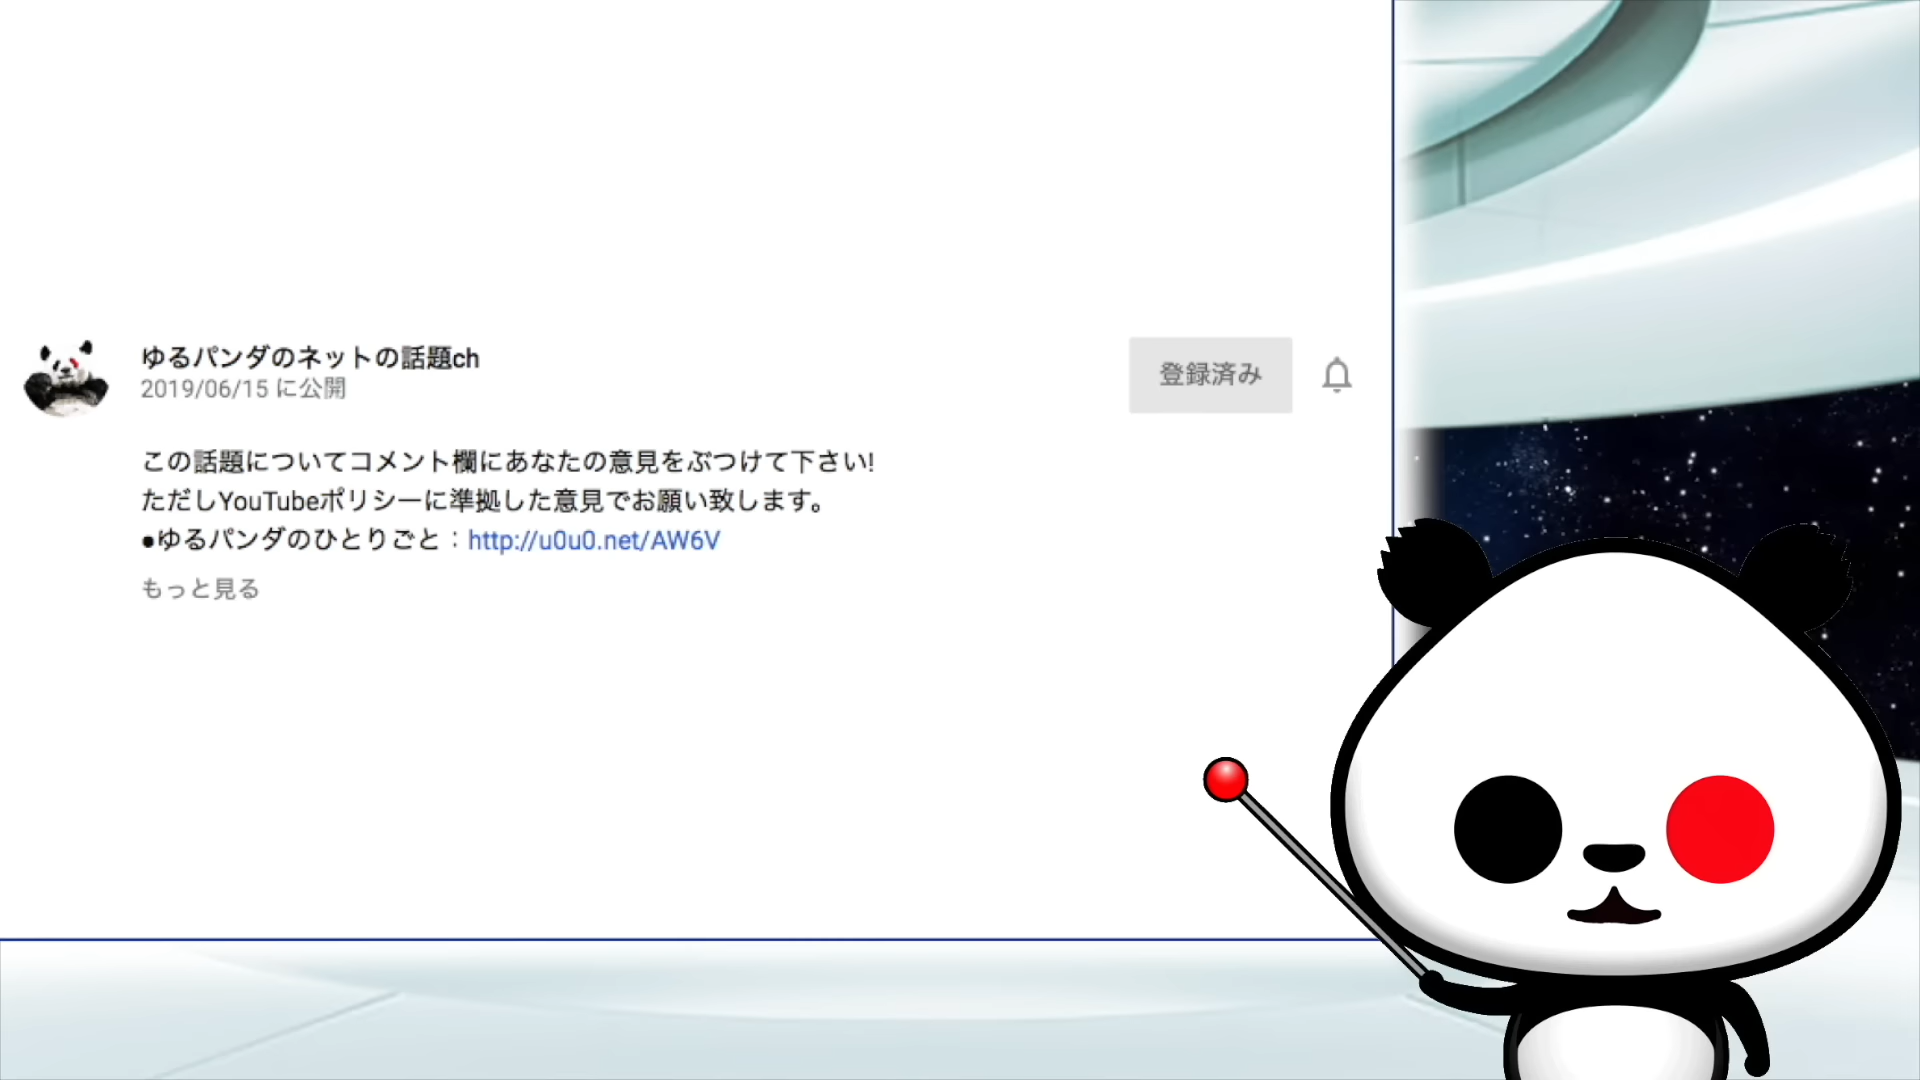 ゆるパンダのネットの話題ch
2019/06/15 に公開
登録済み
この話題についてコメント欄にあなたの意見をぶつけて下さい!
ただしYouTubeポリシーに準拠した意見でお願い致します。
●ゆるパンダのひとりごと：http://u0u0.net/AW6V
もっと見る